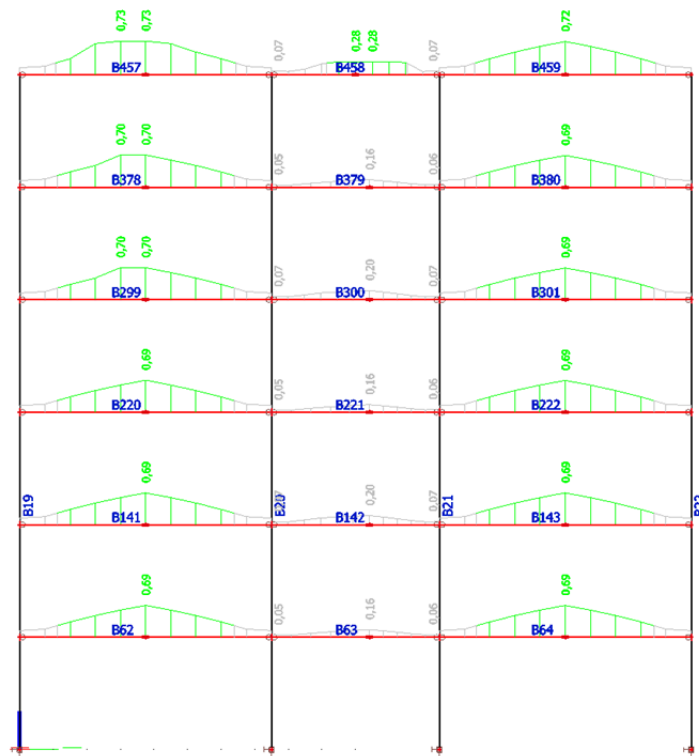 0,73 0,73 0,07 0,28 0,28 0,07 0,72
B457 B458 B459
0,70 0,70 0,05 0,16 0,06 0,69
B378 B379 B380
0,70 0,70 0,07 0,20 0,07 0,69
B299 B300 B301
0,69 0,05 0,16 0,06 0,69
B220 B221 B222
0,69 0,20 0,07 0,69
B19 B20 B21
B141 B142 B143
0,69 0,05 0,16 0,06 0,69
B62 B63 B64